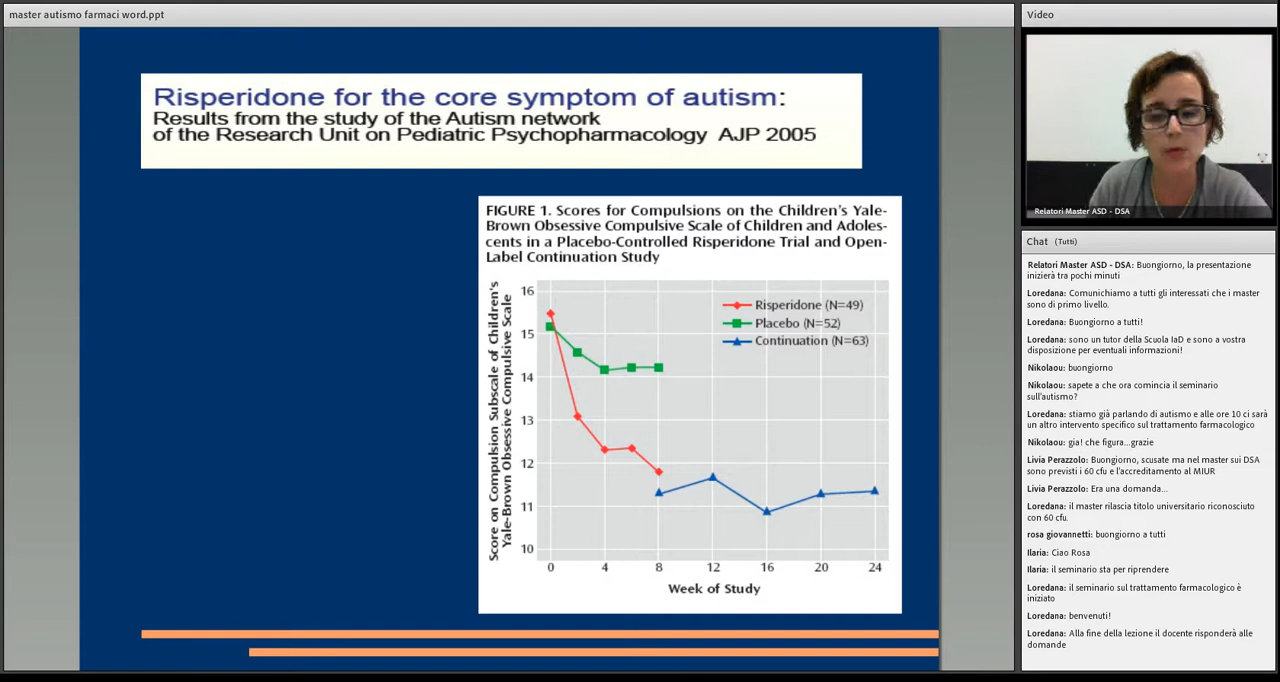 master autismo farmaci word.ppt
Risperidone for the core symptom of autism:
Results from the study of the Autism network
of the Research Unit on Pediatric Psychopharmacology AJP 2005
FIGURE 1. Scores for Compulsions on the Children's Yale-
Brown Obsessive Compulsive Scale of Children and Adoles-
cents in a Placebo-Controlled Risperidone Trial and Open-
Label Continuation Study
Score on Compulsion Subscale of Children's
Yale-Brown Obsessive Compulsive Scale
16
15
14
13
12
11
10
Risperidone (N=49)
Placebo (N=52)
Continuation (N=63)
0 4 8 12 16 20 24
Week of Study
Video
Relatori Master ASD - DSA
Chat (Tutti)
Relatori Master ASD - DSA: Buongiorno, la presentazione
inizierà tra pochi minuti
Loredana: Comunichiamo a tutti gli interessati che i master
sono di primo livello.
Loredana: Buongiorno a tutti!
Loredana: sono un tutor della Scuola IaD e sono a vostra
disposizione per eventuali informazioni!
Nikolaou: buongiorno
Nikolaou: sapete a che ora comincia il seminario
sull'autismo?
Loredana: stiamo già parlando di autismo e alle ore 10 ci sarà
un altro intervento specifico sul trattamento farmacologico
Nikolaou: gia! che figura...grazie
Livia Perazzolo: Buongiorno, scusate ma nel master sui DSA
sono previsti i 60 cfu e l'accreditamento al MIUR
Livia Perazzolo: Era una domanda...
Loredana: il master rilascia titolo universitario riconosciuto
con 60 cfu.
rosa giovannetti: buongiorno a tutti
Ilaria: Ciao Rosa
Ilaria: il seminario sta per riprendere
Loredana: il seminario sul trattamento farmacologico è
iniziato
Loredana: benvenuti!
Loredana: Alla fine della lezione il docente risponderà alle
domande